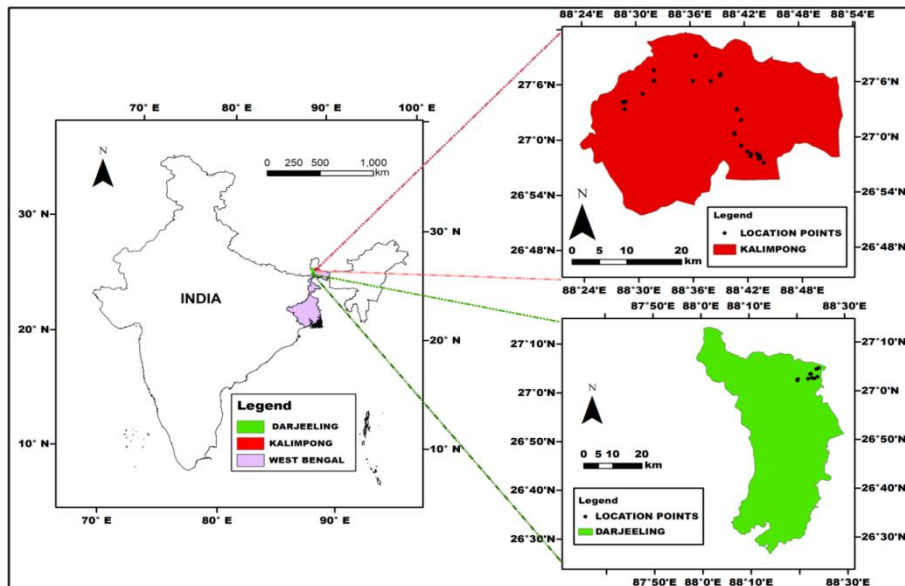 70° E 80° E 90° E 100° E
N
0 250 500 1,000
km
30° N
30° N
INDIA
20° N
20° N
10° N
10° N
Legend
DARJEELING
KALIMPONG
WEST BENGAL
70° E 80° E 90° E
88°24'E 88°30'E 88°36'E 88°42'E 88°48'E 88°54'E
27°6'N
27°6'N
27°0'N
27°0'N
26°54'N
26°54'N
26°48'N
26°48'N
N
0 5 10 20
km
Legend
LOCATION POINTS
KALIMPONG
88°24'E 88°30'E 88°36'E 88°42'E 88°48'E
87°50'E 88°0'E 88°10'E 88°30'E
27°10'N
27°10'N
27°0'N
27°0'N
26°50'N
26°50'N
26°40'N
26°40'N
26°30'N
26°30'N
N
0 5 10 20
km
Legend
LOCATION POINTS
DARJEELING
87°50'E 88°0'E 88°10'E 88°30'E